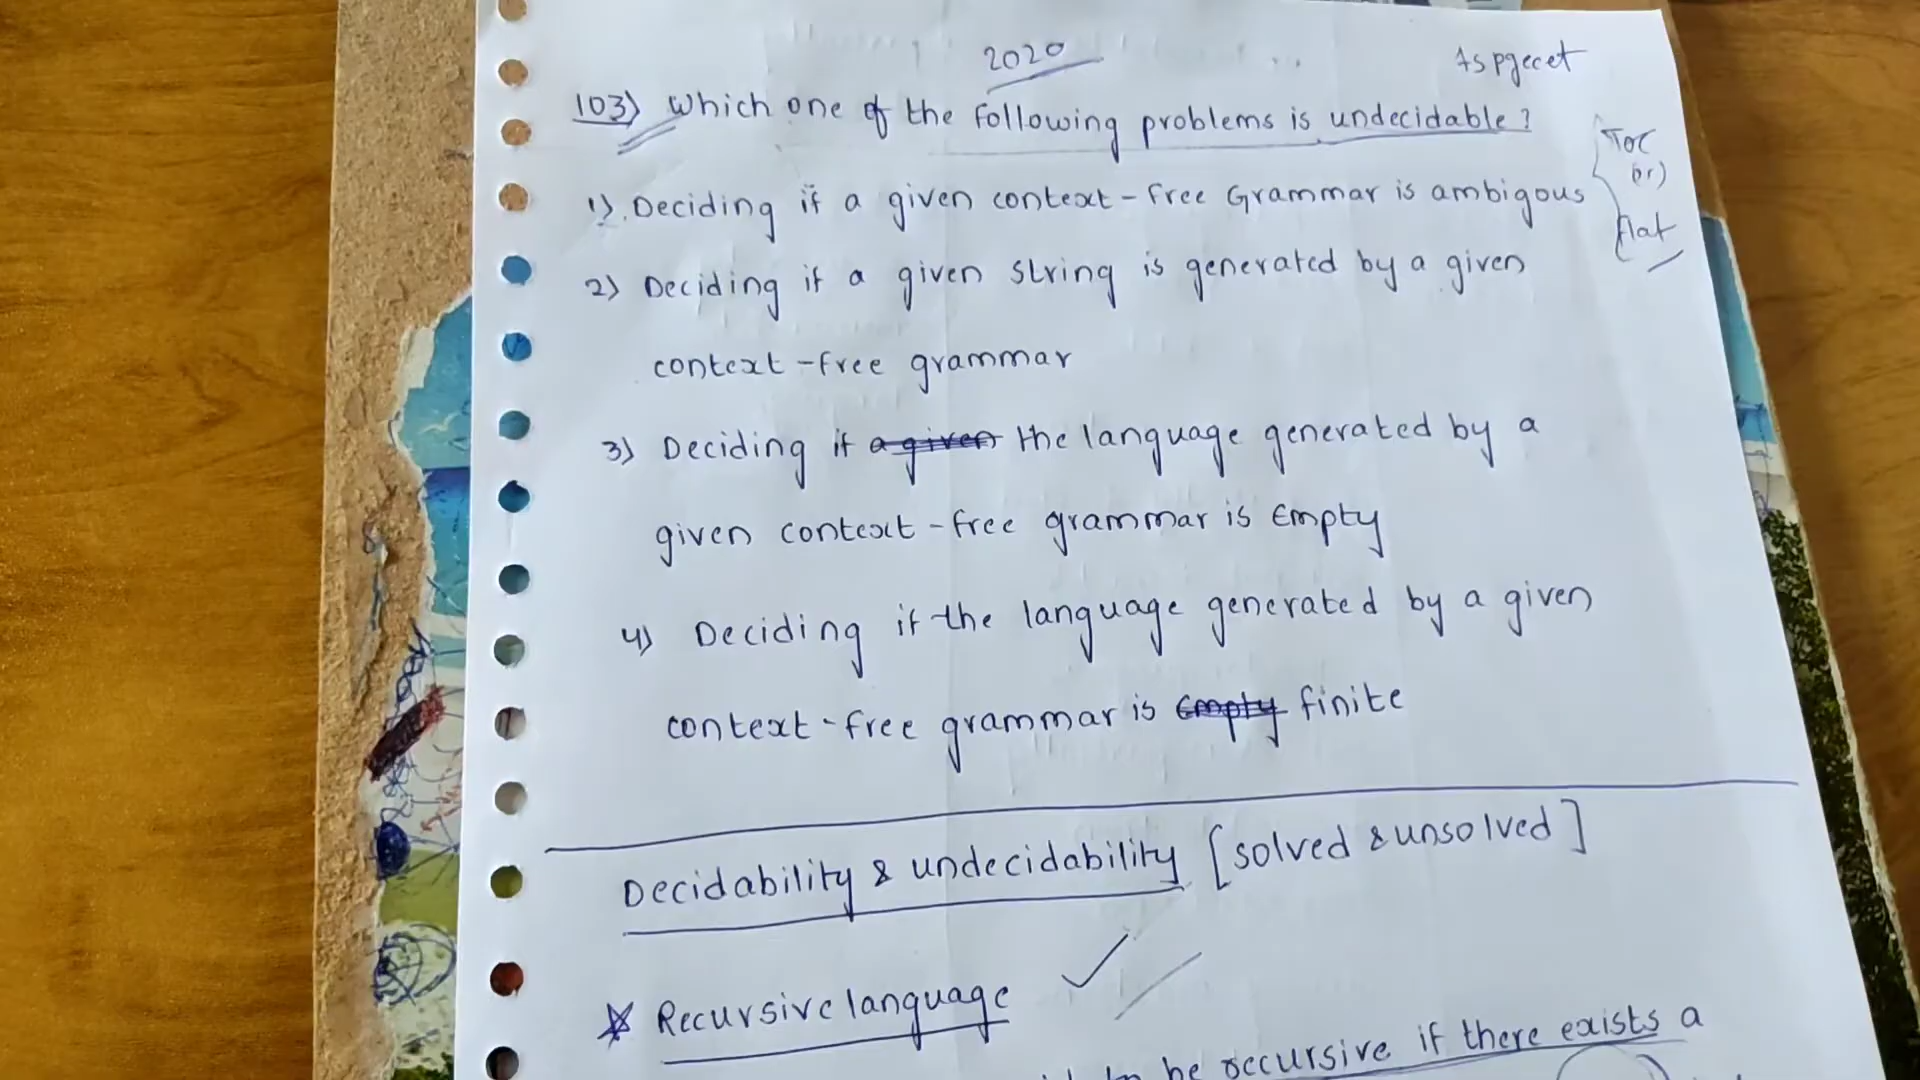 2020
Aspgecet
103) Which one of the following problems is undecidable?
TOC
(or)
flat
1). Deciding if a given context-free Grammar is ambigous
2) Deciding if a given string is generated by a given
context-free grammar
3) Deciding if a given the language generated by a
given context-free grammar is Empty
4) Deciding if the language generated by a given
context-free grammar is Empty finite
Decidability & undecidability [solved & unsolved]
Recursive language
to be recursive if there exists a